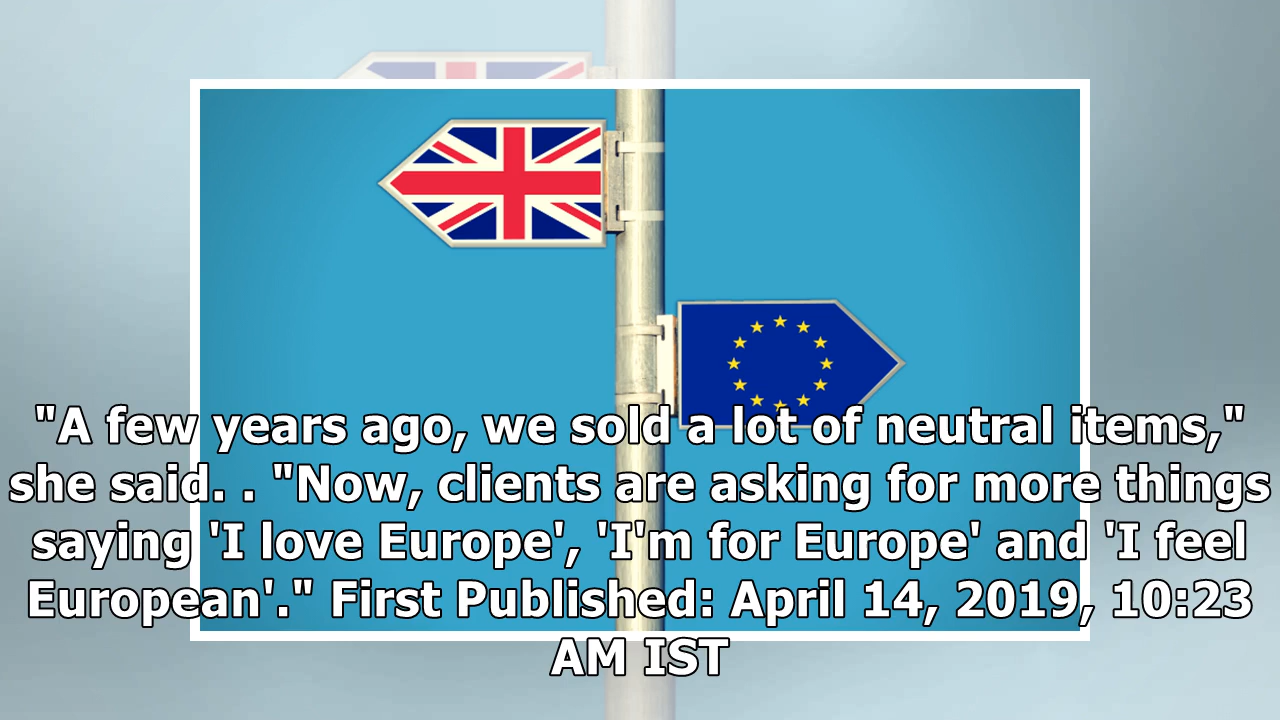 "A few years ago, we sold a lot of neutral items,"
she said. . "Now, clients are asking for more things
saying 'I love Europe', 'I'm for Europe' and 'I feel
European'." First Published: April 14, 2019, 10:23
AM IST